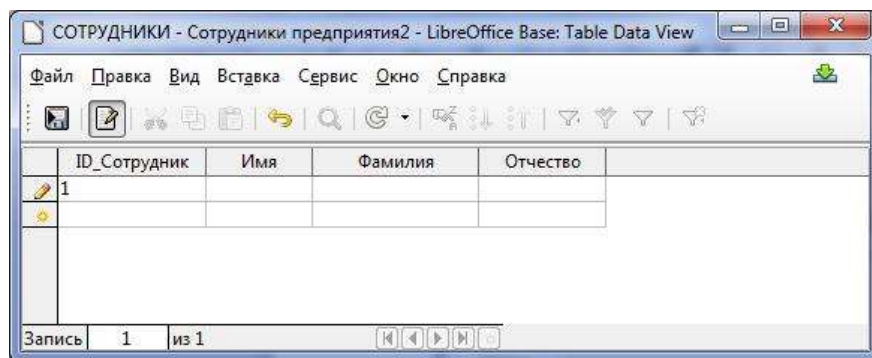 СОТРУДНИКИ - Сотрудники предприятия2 - LibreOffice Base: Table Data View
Файл Правка Вид Вставка Сервис Окно Справка
ID_Сотрудник Имя Фамилия Отчество
1
Запись 1 из 1